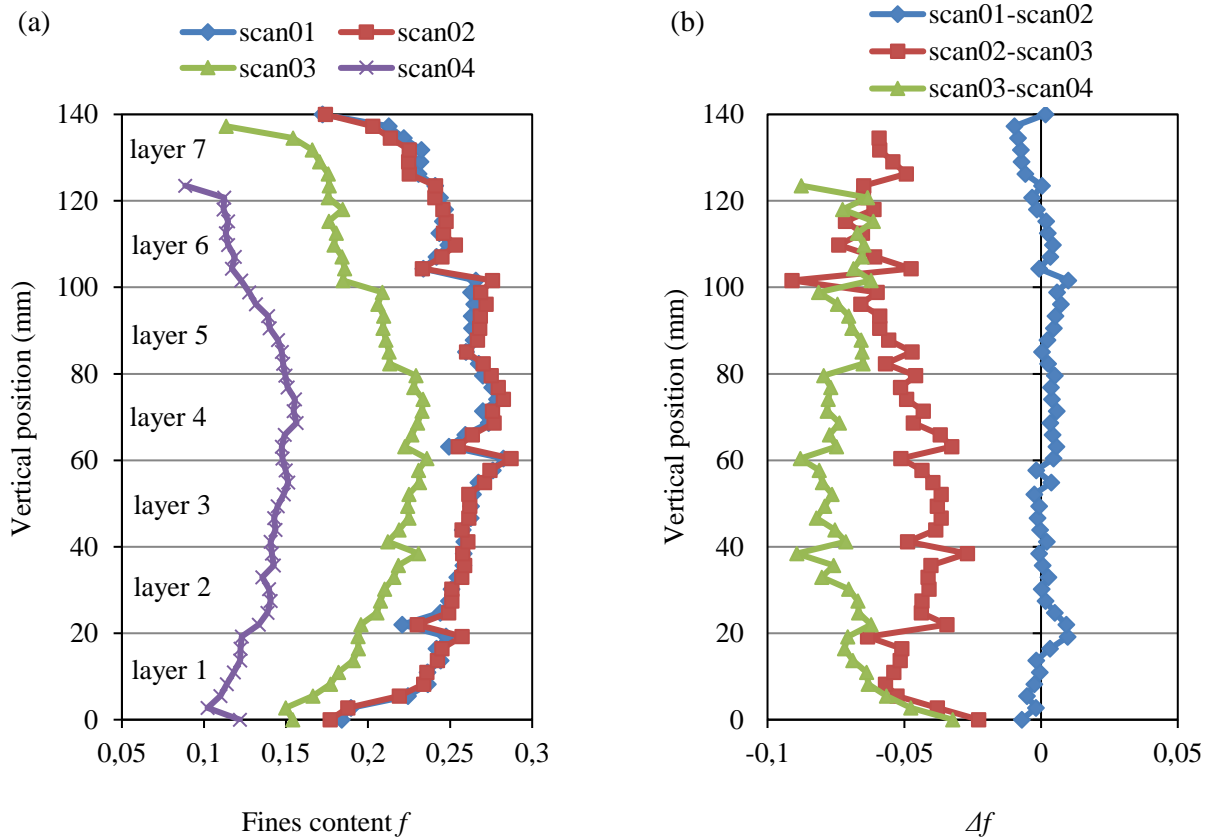 (a)
scan01
scan02
scan03
scan04
140
120
100
80
60
40
20
0
Vertical position (mm)
layer 7
layer 6
layer 5
layer 4
layer 3
layer 2
layer 1
0,05
0,1
0,15
0,2
0,25
0,3
Fines content f
(b)
scan01-scan02
scan02-scan03
scan03-scan04
140
120
100
80
60
40
20
0
Vertical position (mm)
-0,1
-0,05
0
0,05
Δf